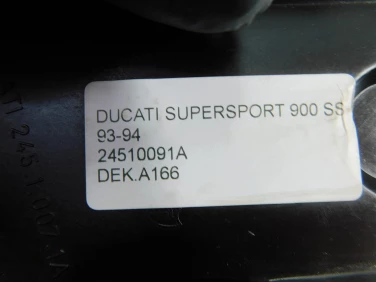 DUCATI SUPERSPORT 900 SS
93-94
24510091A
DEK.A166